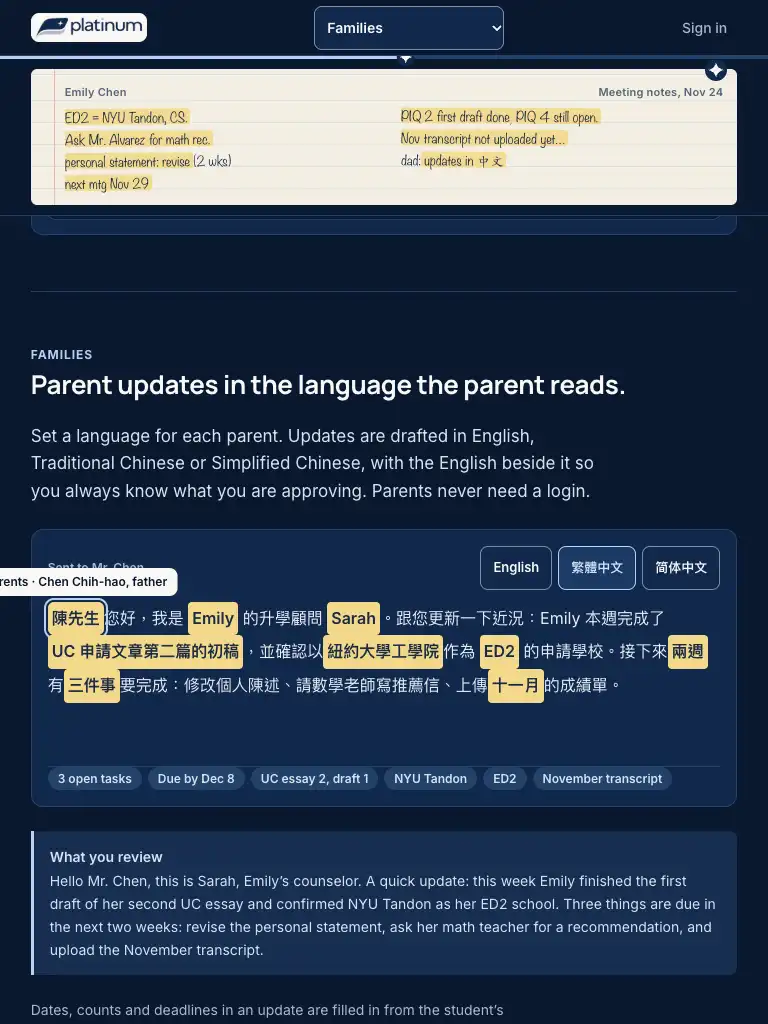 platinum
Families
Sign in
Emily Chen
Meeting notes, Nov 24
ED2 = NYU Tandon, CS.
Ask Mr. Alvarez for math rec.
personal statement: revise (2 wks)
next mtg Nov 29
PIQ 2 first draft done, PIQ 4 still open.
Nov transcript not uploaded yet...
dad: updates in 中文
FAMILIES
Parent updates in the language the parent reads.
Set a language for each parent. Updates are drafted in English,
Traditional Chinese or Simplified Chinese, with the English beside it so
you always know what you are approving. Parents never need a login.
Sent to Mr. Chen
English
繁體中文
简体中文
rents · Chen Chih-hao, father
陳先生您好，我是 Emily 的升學顧問 Sarah。跟您更新一下近況：Emily 本週完成了
UC 申請文章第二篇的初稿，並確認以紐約大學工學院作為 ED2 的申請學校。接下來兩週
有三件事要完成：修改個人陳述、請數學老師寫推薦信、上傳十一月的成績單。
3 open tasks
Due by Dec 8
UC essay 2, draft 1
NYU Tandon
ED2
November transcript
What you review
Hello Mr. Chen, this is Sarah, Emily’s counselor. A quick update: this week Emily finished the first
draft of her second UC essay and confirmed NYU Tandon as her ED2 school. Three things are due in
the next two weeks: revise the personal statement, ask her math teacher for a recommendation, and
upload the November transcript.
Dates, counts and deadlines in an update are filled in from the student’s